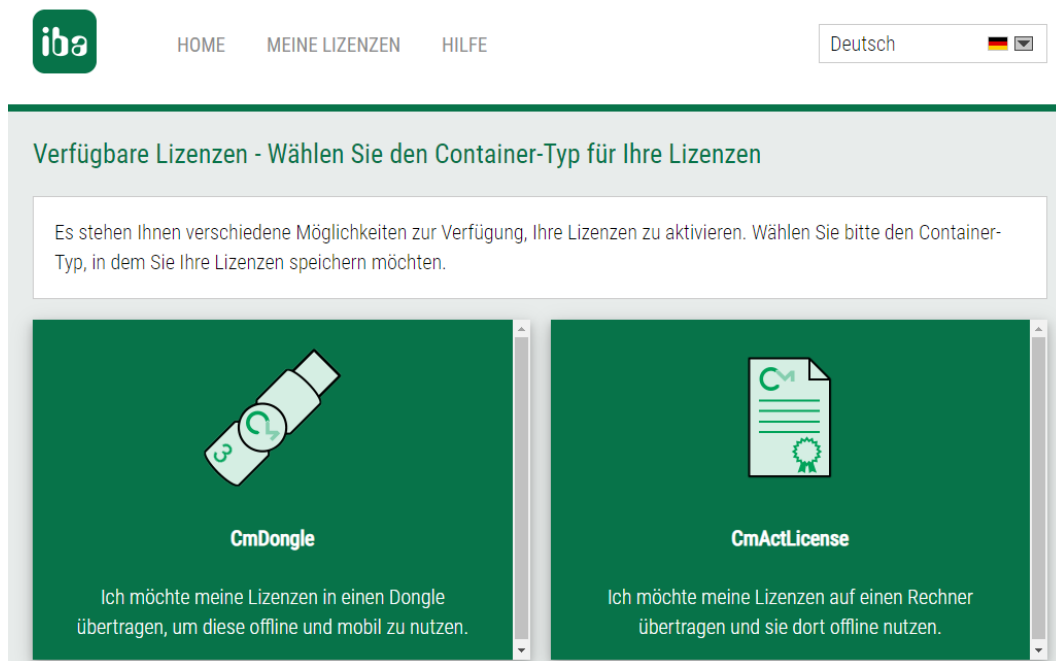 iba
HOME MEINE LIZENZEN HILFE
Deutsch
Verfügbare Lizenzen - Wählen Sie den Container-Typ für Ihre Lizenzen
Es stehen Ihnen verschiedene Möglichkeiten zur Verfügung, Ihre Lizenzen zu aktivieren. Wählen Sie bitte den Container-
Typ, in dem Sie Ihre Lizenzen speichern möchten.
3 CM
CmDongle
Ich möchte meine Lizenzen in einen Dongle
übertragen, um diese offline und mobil zu nutzen.
CM
CmActLicense
Ich möchte meine Lizenzen auf einen Rechner
übertragen und sie dort offline nutzen.